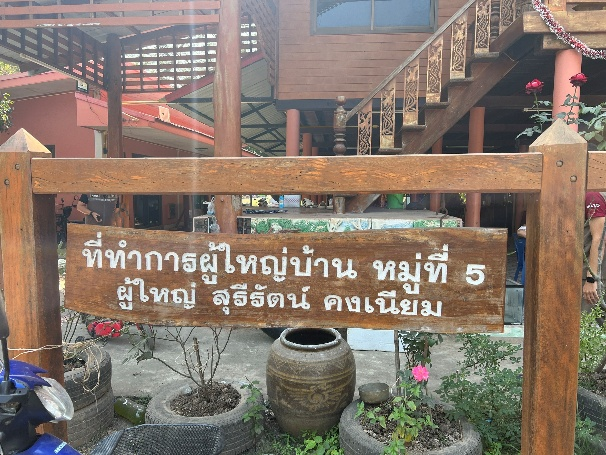 ที่ทำการผู้ใหญ่บ้าน หมู่ที่ 5
ผู้ใหญ่ สุรีรัตน์ คงเนียม